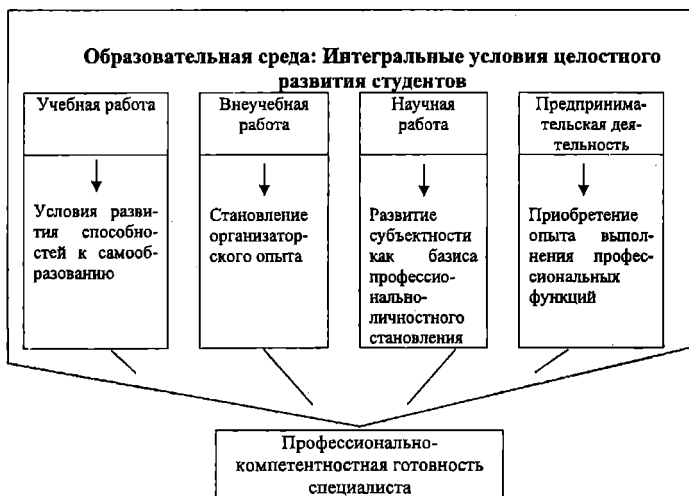 Образовательная среда: Интегральные условия целостного
развития студентов
Учебная работа
Внеучебная
работа
Научная
работа
Предпринима-
тельская дея-
тельность
Условия разви-
тия способно-
стей к самооб-
разованию
Становление
организатор-
ского опыта
Развитие
субъектности
как базиса
профессио-
нально-
личностного
становления
Приобретение
опыта выпол-
нения профес-
сиональных
функций
Профессионально-
компетентностная готовность
специалиста